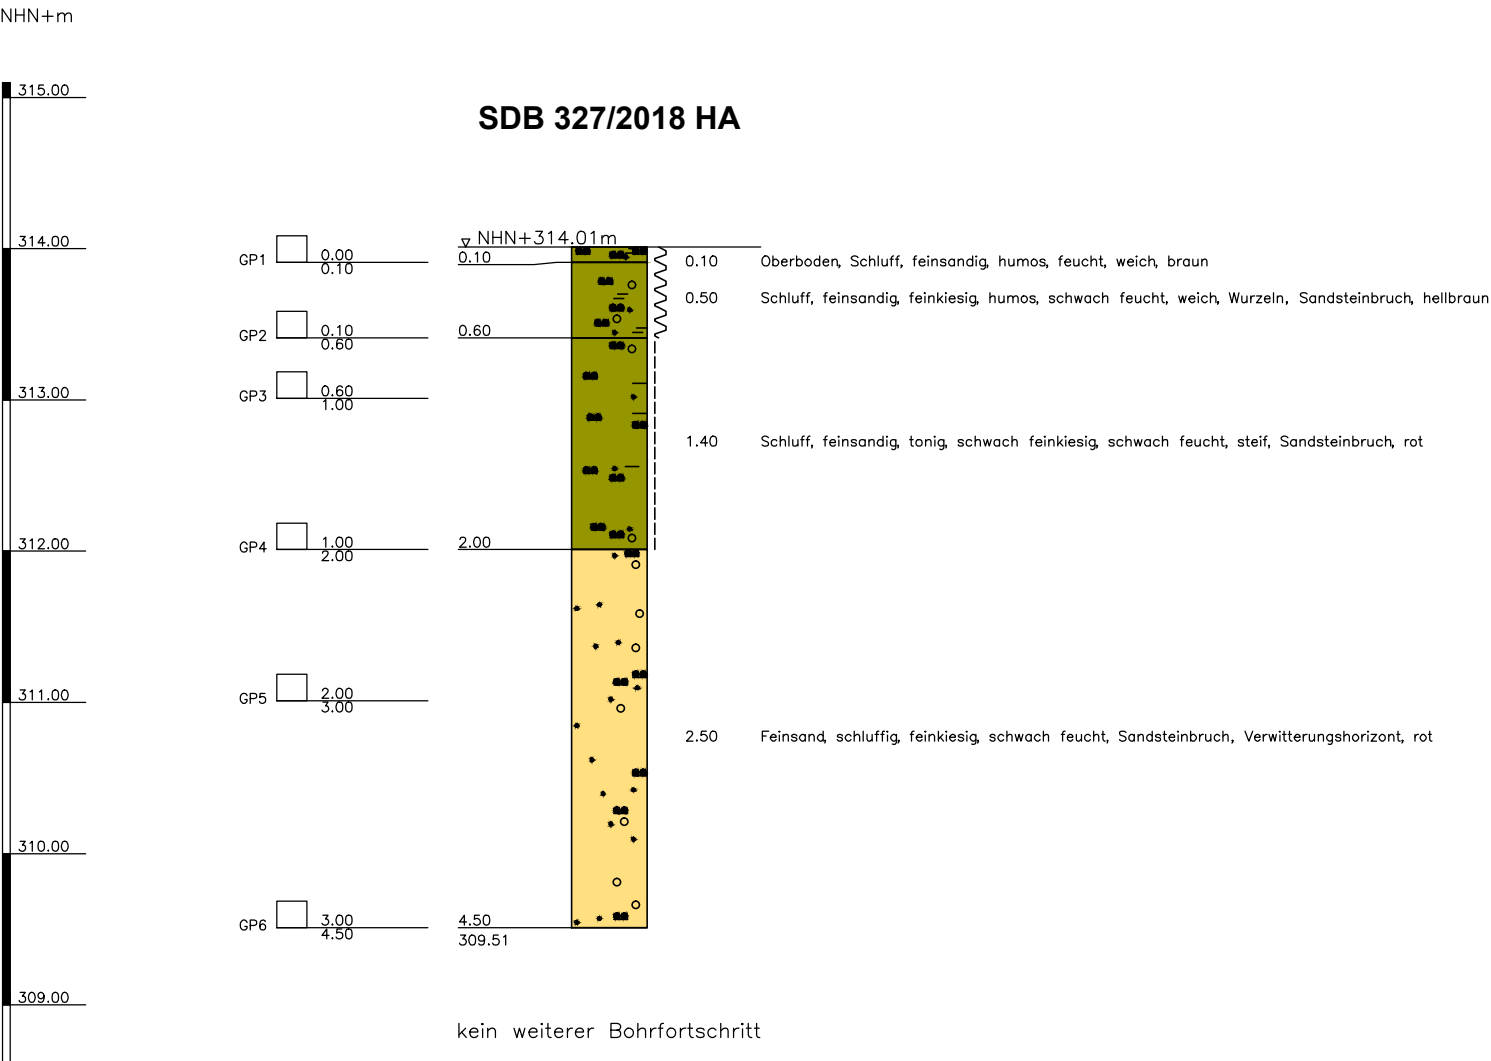 NHN+m
315.00
SDB 327/2018 HA
314.00
NHN+314.01m
GP1
0.00
0.10
0.10
0.10 Oberboden, Schluff, feinsandig, humos, feucht, weich, braun
0.50 Schluff, feinsandig, feinkiesig, humos, schwach feucht, weich, Wurzeln, Sandsteinbruch, hellbraun
GP2
0.10
0.60
0.60
313.00
GP3
0.60
1.00
1.40 Schluff, feinsandig, tonig, schwach feinkiesig, schwach feucht, steif, Sandsteinbruch, rot
312.00
GP4
1.00
2.00
2.00
311.00
GP5
2.00
3.00
2.50 Feinsand, schluffig, feinkiesig, schwach feucht, Sandsteinbruch, Verwitterungshorizont, rot
310.00
GP6
3.00
4.50
4.50
309.51
309.00
kein weiterer Bohrfortschritt